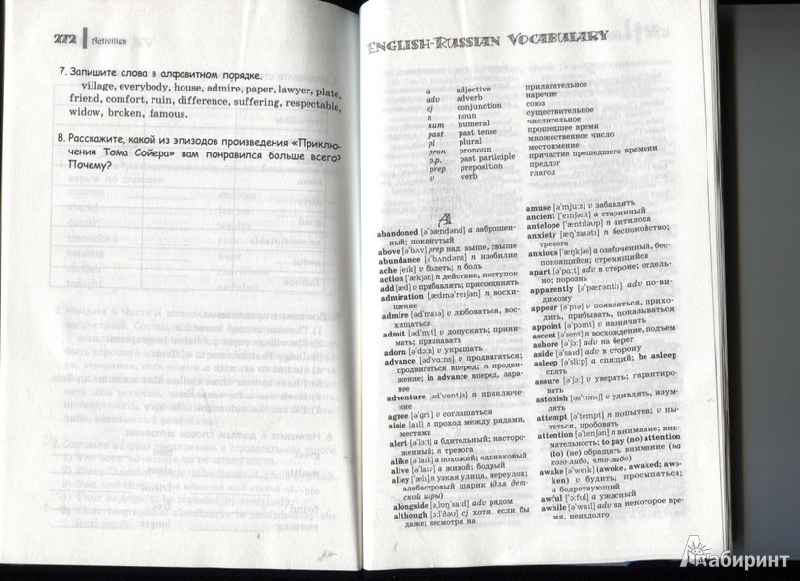 272 Activities
7. Запишите слова в алфавитном порядке.
village, everybody, house, admire, paper, lawyer, plate,
friend, comfort, ruin, difference, suffering, respectable,
widow, broken, famous.
8. Расскажите, какой из эпизодов произведения «Приклю-
чения Тома Сойера» вам понравился больше всего?
Почему?
ENGLISH-RUSSIAN VOCABULARY
a adjective прилагательное
adv adverb наречие
cj conjunction союз
n noun существительное
num numeral числительное
past past tense прошедшее время
pl plural множественное число
pron pronoun местоимение
p.p. past participle причастие прошедшего времени
prep preposition предлог
v verb глагол
A
abandoned [ə'bændənd] a заброшен-
ный; покинутый
above [ə'bʌv] prep над, выше, свыше
abundance [ə'bʌndəns] n изобилие
ache [eik] v болеть; n боль
action ['ækʃən] n действие, поступок
add [æd] v прибавлять; присоединять
admiration [ædmə'reiʃən] n восхи-
щение
admire [əd'maiə] v любоваться, вос-
хищаться
admit [əd'mit] v допускать; прини-
мать; признавать
adorn [ə'dɔ:n] v украшать
advance [əd'vɑ:ns] v продвигаться;
продвигаться вперед; n продви-
жение; in advance вперед, зара-
нее
adventure [əd'ventʃə] n приключе-
ние
agree [ə'gri:] v соглашаться
aisle [ail] n проход между рядами,
местами
alert [ə'lɜ:t] a бдительный; насторо-
женный; n тревога
alike [ə'laik] a похожий; одинаковый
alive [ə'laiv] a живой; бодрый
alley ['æli] n узкая улица, переулок;
алебастровый шарик (для дет-
ской игры)
alongside [ə'lɔŋ'said] adv рядом
although [ɔ:l'ðəu] cj хотя, если бы
даже; несмотря на
amuse [ə'mju:z] v забавлять
ancient ['einʃənt] a старинный
antelope ['æntiləup] n антилопа
anxiety [æŋ'zaiəti] n беспокойство;
тревога
anxious ['æŋkʃəs] a озабоченный, бес-
покоящийся; стремящийся
apart [ə'pɑ:t] adv в стороне; отдель-
но; порознь
apparently [ə'pærəntli] adv по-види-
мому
appear [ə'piə] v появляться, прихо-
дить, прибывать, показываться
appoint [ə'pɔint] v назначать
ascent [ə'sent] n восхождение, подъем
ashore [ə'ʃɔ:] adv на берег
aside [ə'said] adv в сторону
asleep [ə'sli:p] a спящий; be asleep
спать
assure [ə'ʃɔ:] v уверять; гарантиро-
вать
astonish [əs'tɔniʃ] v удивлять, изум-
лять
attempt [ə'tempt] n попытка; v пы-
таться, пробовать
attention [ə'tenʃən] n внимание; вни-
мательность; to pay (no) attention
(to) (не) обращать внимание (на
кого-либо, что-либо)
awake [ə'weik] (awoke, awaked; awo-
ken) v будить, просыпаться;
a бодрствующий
awful ['ɔ:ful] a ужасный
awhile [ə'wail] adv на некоторое вре-
мя, ненадолго
Лабиринт